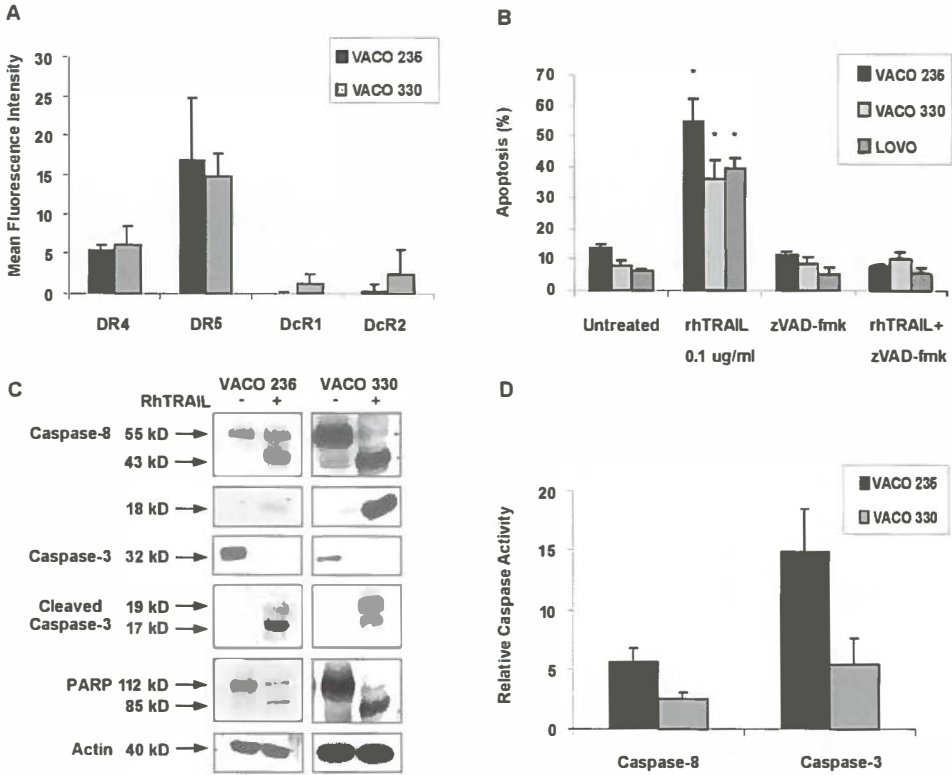 A
Mean Fluorescence Intensity
30
25
20
15
10
5
0
VACO 236
VACO 330
DR4 DR5 DcR1 DcR2
B
Apoptosis (%)
70
60
50
40
30
20
10
0
* * *
VACO 236
VACO 330
LOVO
Untreated rhTRAIL zVAD-fmk rhTRAIL+
0.1 ug/ml zVAD-fmk
C
VACO 236 VACO 330
RhTRAIL - + - +
Caspase-8 55 kD
43 kD
18 kD
Caspase-3 32 kD
Cleaved 19 kD
Caspase-3 17 kD
PARP 112 kD
85 kD
Actin 40 kD
D
Relative Caspase Activity
20
15
10
5
0
VACO 236
VACO 330
Caspase-8 Caspase-3